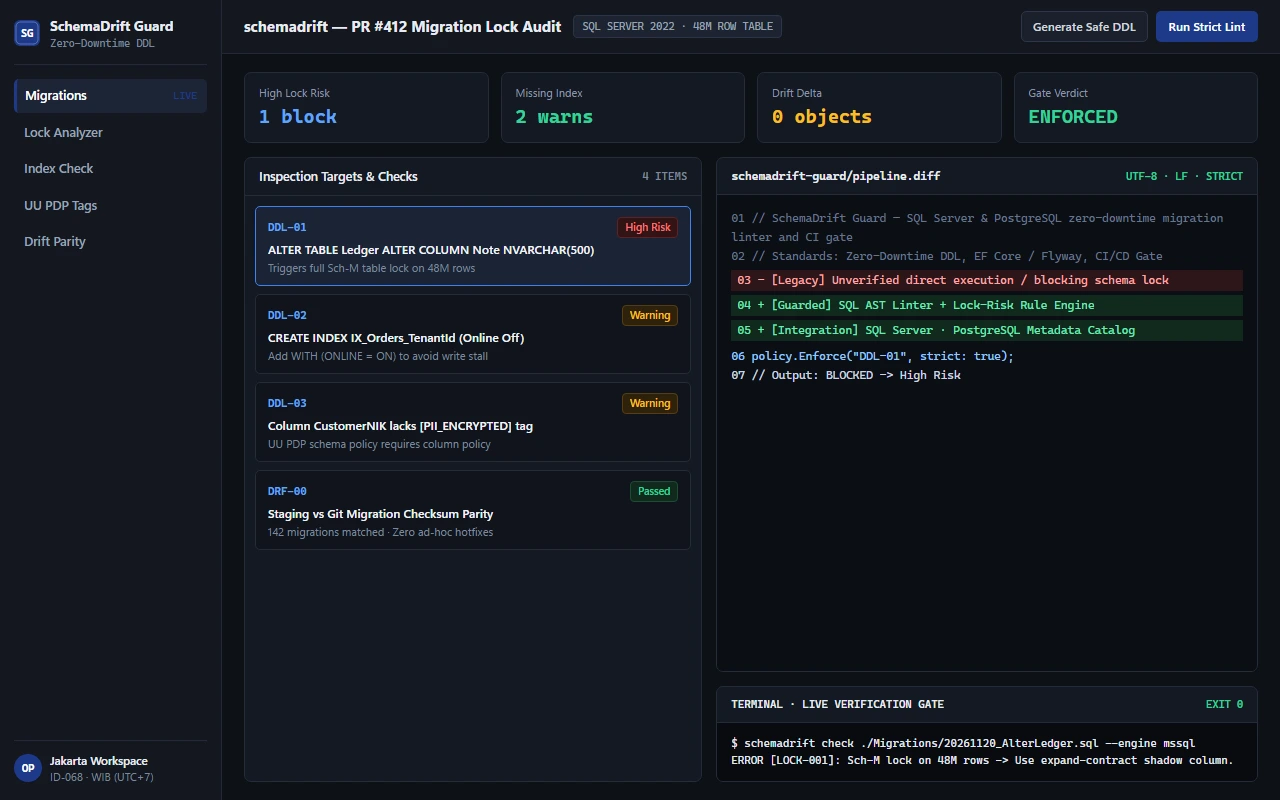 SG
SchemaDrift Guard
Zero-Downtime DDL
Migrations
LIVE
Lock Analyzer
Index Check
UU PDP Tags
Drift Parity
OP
Jakarta Workspace
ID-068 · WIB (UTC+7)
schemadrift — PR #412 Migration Lock Audit
SQL SERVER 2022 · 48M ROW TABLE
Generate Safe DDL
Run Strict Lint
High Lock Risk
1 block
Missing Index
2 warns
Drift Delta
0 objects
Gate Verdict
ENFORCED
Inspection Targets & Checks
4 ITEMS
DDL-01
High Risk
ALTER TABLE Ledger ALTER COLUMN Note NVARCHAR(500)
Triggers full Sch-M table lock on 48M rows
DDL-02
Warning
CREATE INDEX IX_Orders_TenantId (Online Off)
Add WITH (ONLINE = ON) to avoid write stall
DDL-03
Warning
Column CustomerNIK lacks [PII_ENCRYPTED] tag
UU PDP schema policy requires column policy
DRF-00
Passed
Staging vs Git Migration Checksum Parity
142 migrations matched · Zero ad-hoc hotfixes
schemadrift-guard/pipeline.diff
UTF-8 · LF · STRICT
01 // SchemaDrift Guard — SQL Server & PostgreSQL zero-downtime migration
linter and CI gate
02 // Standards: Zero-Downtime DDL, EF Core / Flyway, CI/CD Gate
03 - [Legacy] Unverified direct execution / blocking schema lock
04 + [Guarded] SQL AST Linter + Lock-Risk Rule Engine
05 + [Integration] SQL Server · PostgreSQL Metadata Catalog
06 policy.Enforce("DDL-01", strict: true);
07 // Output: BLOCKED -> High Risk
TERMINAL · LIVE VERIFICATION GATE
EXIT 0
$ schemadrift check ./Migrations/20261120_AlterLedger.sql --engine mssql
ERROR [LOCK-001]: Sch-M lock on 48M rows -> Use expand-contract shadow column.